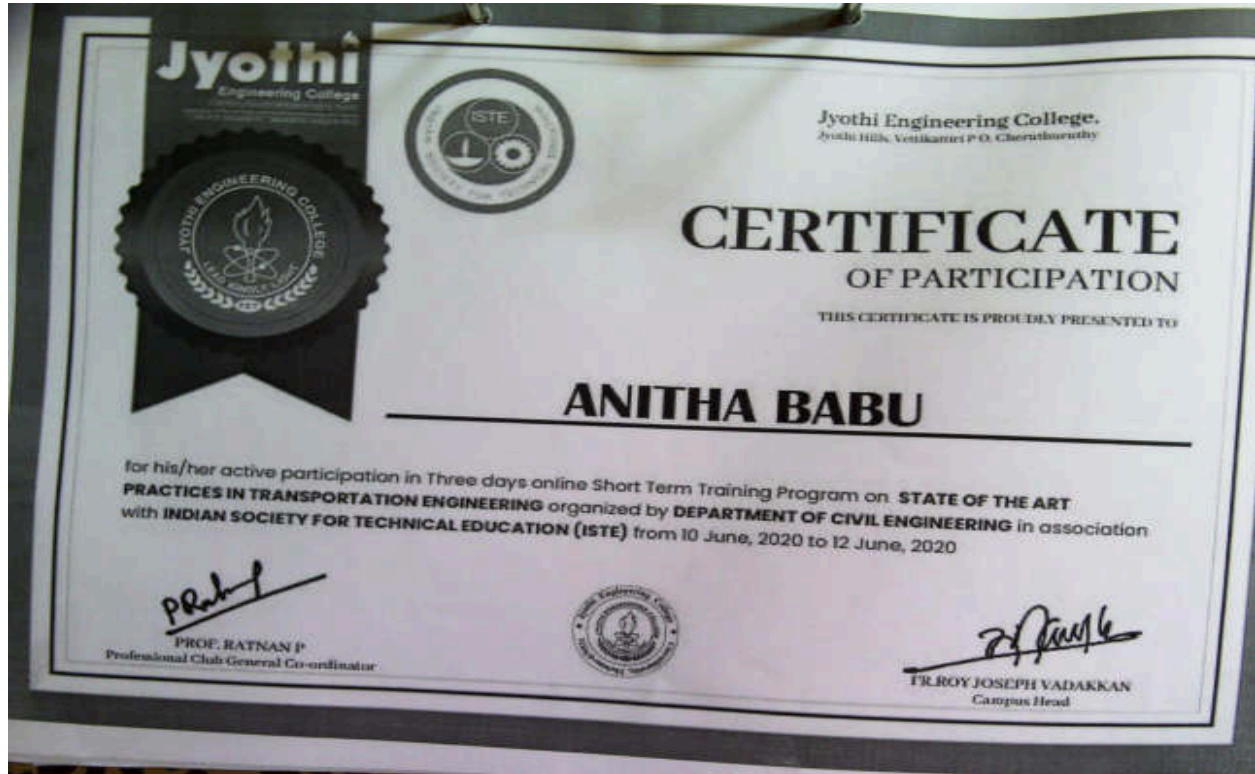 Jyothi
Engineering College
JYOTHI ENGINEERING COLLEGE
ISTE
Jyothi Engineering College,
Jyothi Hills, Vettikattri P O, Cheruthuruthy
CERTIFICATE
OF PARTICIPATION
THIS CERTIFICATE IS PROUDLY PRESENTED TO
ANITHA BABU
for his/her active participation in Three days online Short Term Training Program on STATE OF THE ART
PRACTICES IN TRANSPORTATION ENGINEERING organized by DEPARTMENT OF CIVIL ENGINEERING in association
with INDIAN SOCIETY FOR TECHNICAL EDUCATION (ISTE) from 10 June, 2020 to 12 June, 2020
PROF. RATNAN P
Professional Club General Co-ordinator
FR.ROY JOSEPH VADAKKAN
Campus Head